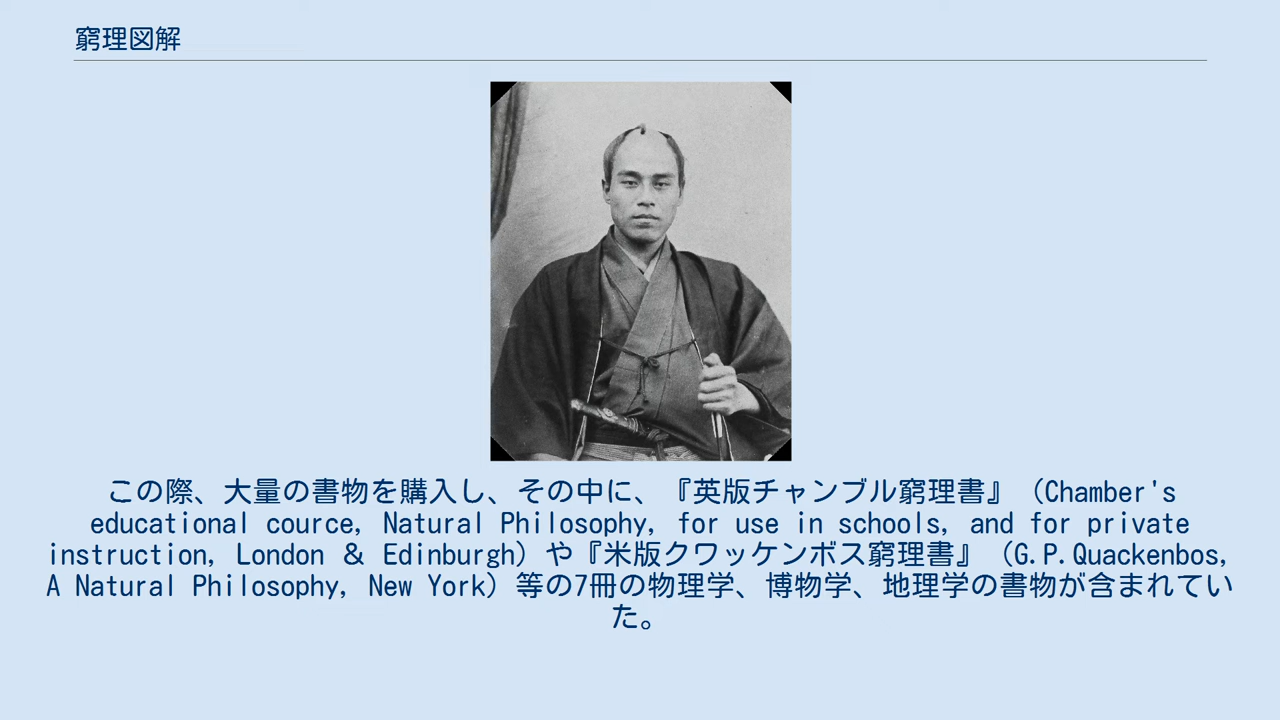 窮理図解
この際、大量の書物を購入し、その中に、『英版チャンブル窮理書』（Chamber's
educational cource, Natural Philosophy, for use in schools, and for private
instruction, London ＆ Edinburgh）や『米版クワッケンボス窮理書』（G.P.Quackenbos,
A Natural Philosophy, New York）等の7冊の物理学、博物学、地理学の書物が含まれてい
た。